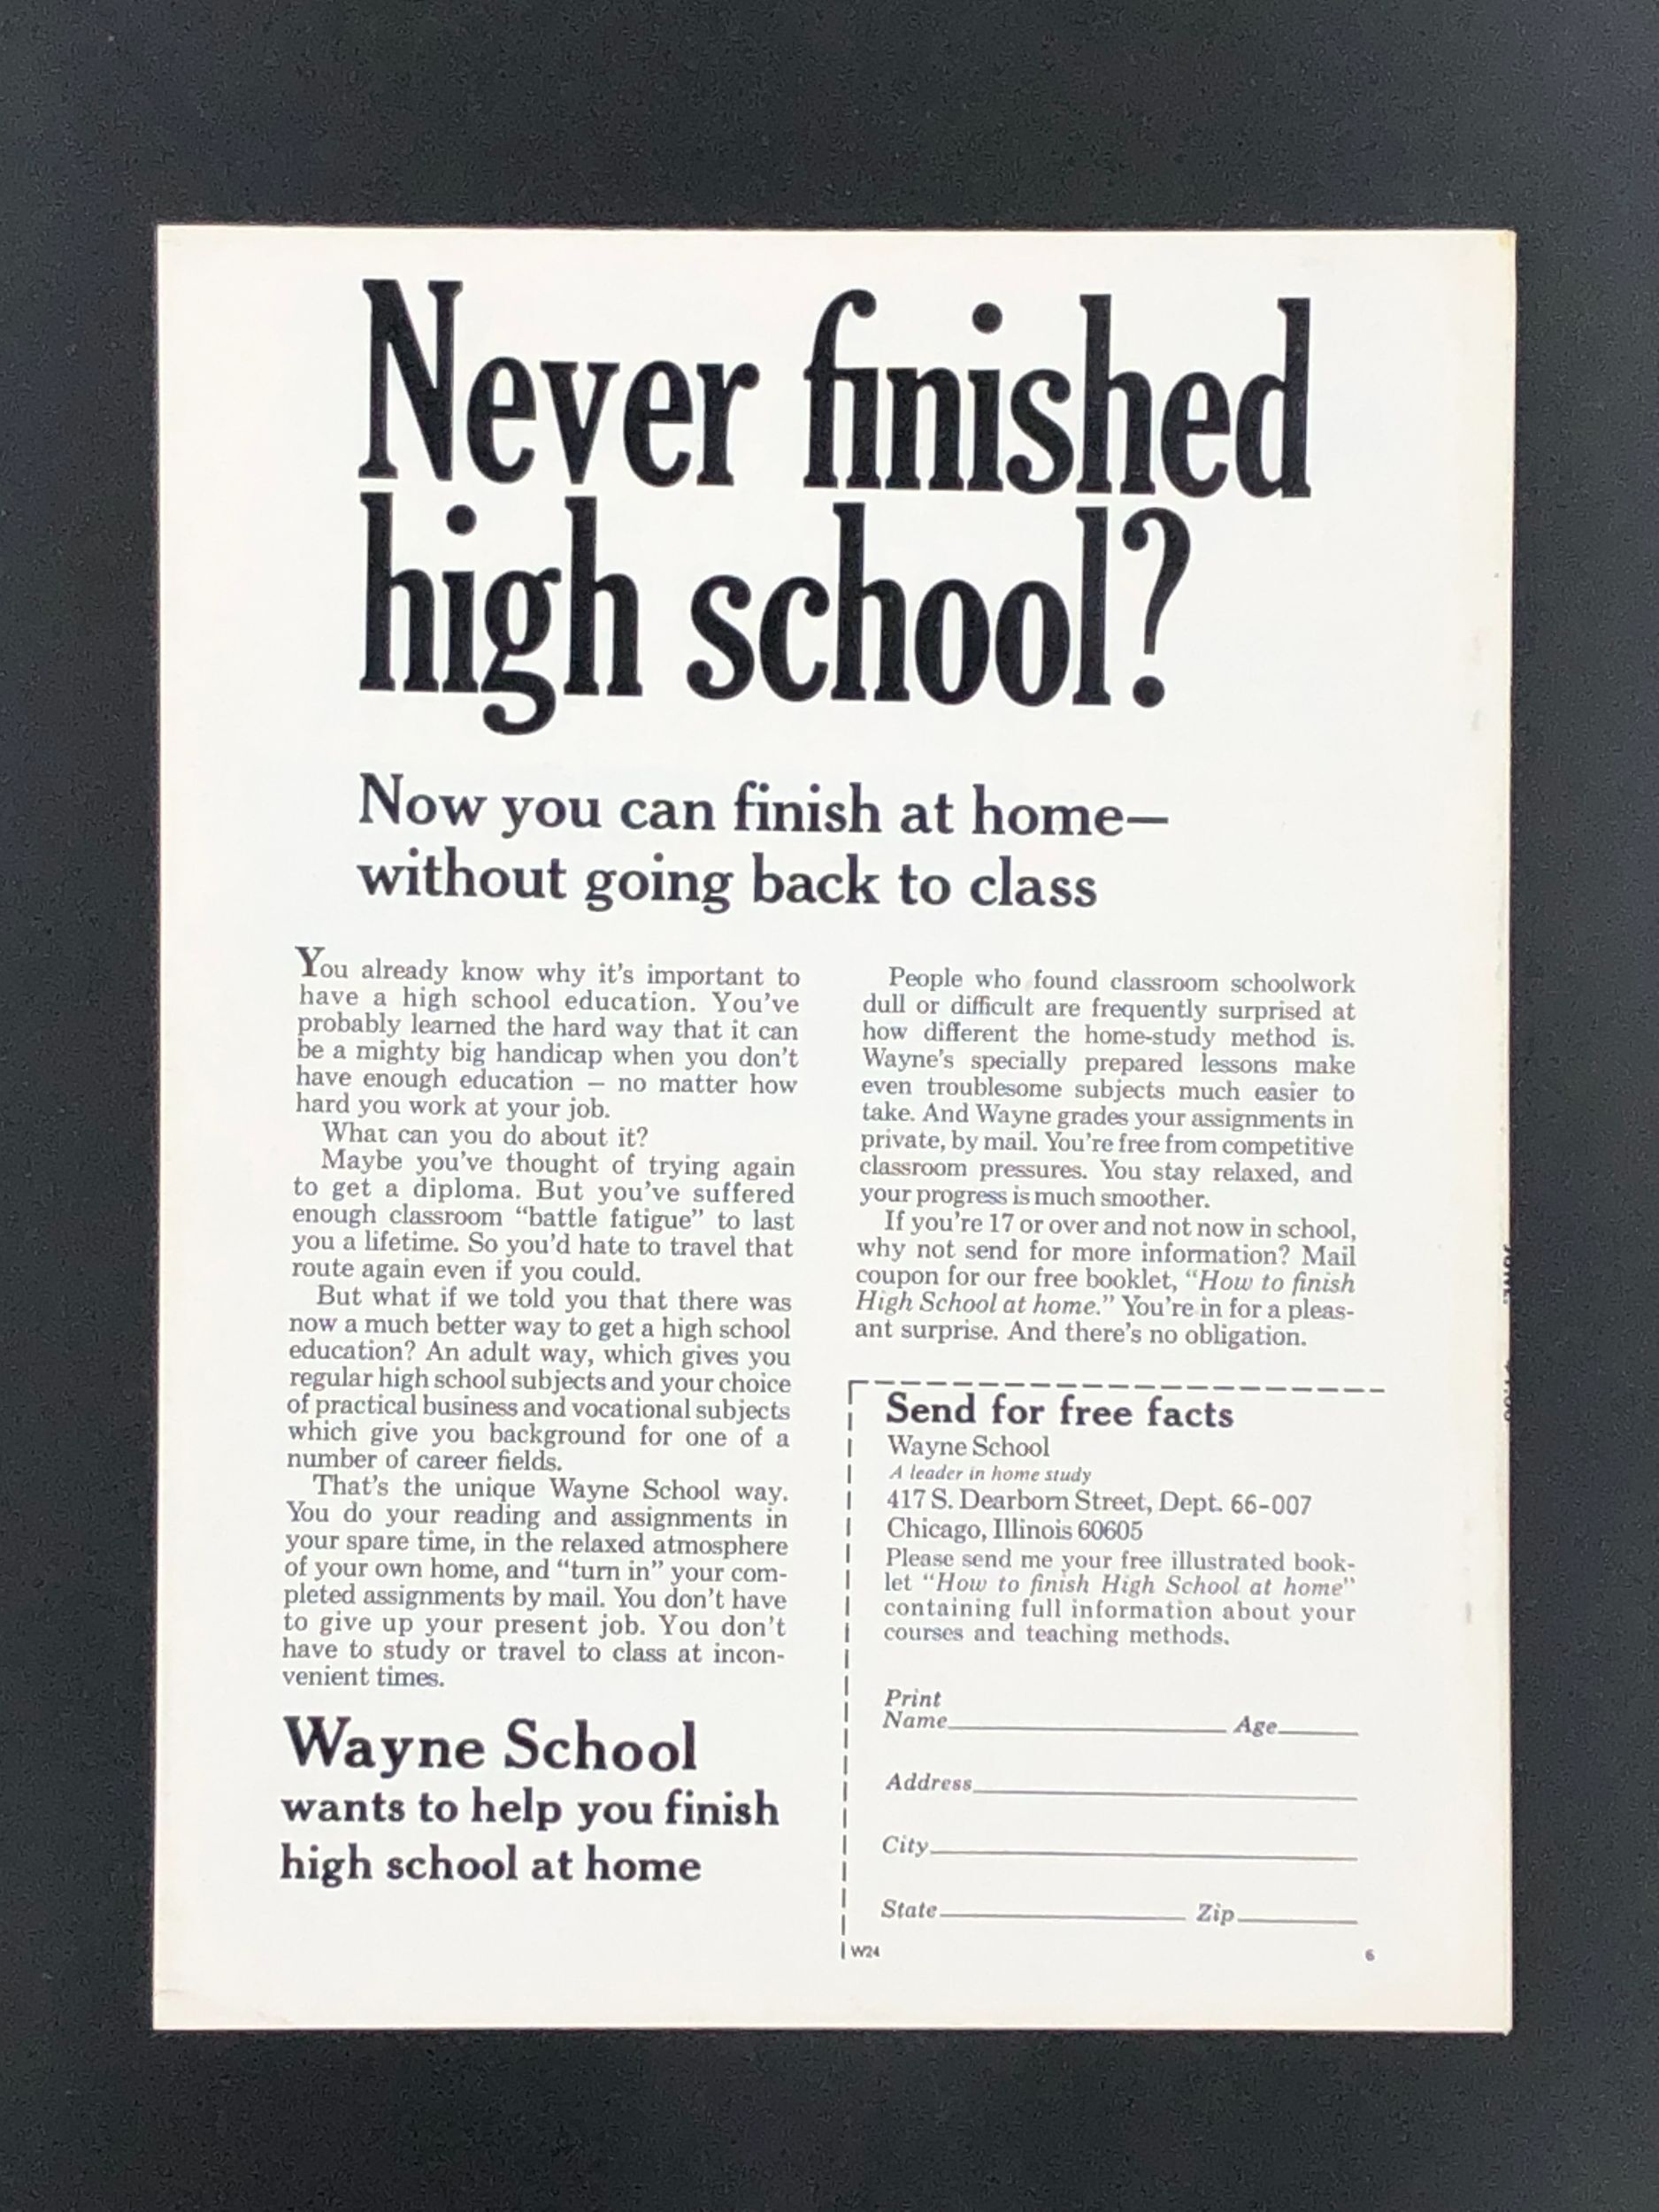 Never finished
high school?
Now you can finish at home—
without going back to class
You already know why it's important to
have a high school education. You've
probably learned the hard way that it can
be a mighty big handicap when you don't
have enough education — no matter how
hard you work at your job.
What can you do about it?
Maybe you've thought of trying again
to get a diploma. But you've suffered
enough classroom “battle fatigue” to last
you a lifetime. So you'd hate to travel that
route again even if you could.
But what if we told you that there was
now a much better way to get a high school
education? An adult way, which gives you
regular high school subjects and your choice
of practical business and vocational subjects
which give you background for one of a
number of career fields.
That's the unique Wayne School way.
You do your reading and assignments in
your spare time, in the relaxed atmosphere
of your own home, and “turn in” your com-
pleted assignments by mail. You don't have
to give up your present job. You don't
have to study or travel to class at incon-
venient times.
Wayne School
wants to help you finish
high school at home
People who found classroom schoolwork
dull or difficult are frequently surprised at
how different the home-study method is.
Wayne's specially prepared lessons make
even troublesome subjects much easier to
take. And Wayne grades your assignments in
private, by mail. You're free from competitive
classroom pressures. You stay relaxed, and
your progress is much smoother.
If you're 17 or over and not now in school,
why not send for more information? Mail
coupon for our free booklet, “How to finish
High School at home.” You're in for a pleas-
ant surprise. And there's no obligation.
Send for free facts
Wayne School
A leader in home study
417 S. Dearborn Street, Dept. 66-007
Chicago, Illinois 60605
Please send me your free illustrated book-
let “How to finish High School at home”
containing full information about your
courses and teaching methods.
Print
Name Age
Address
City
State Zip
W24 6